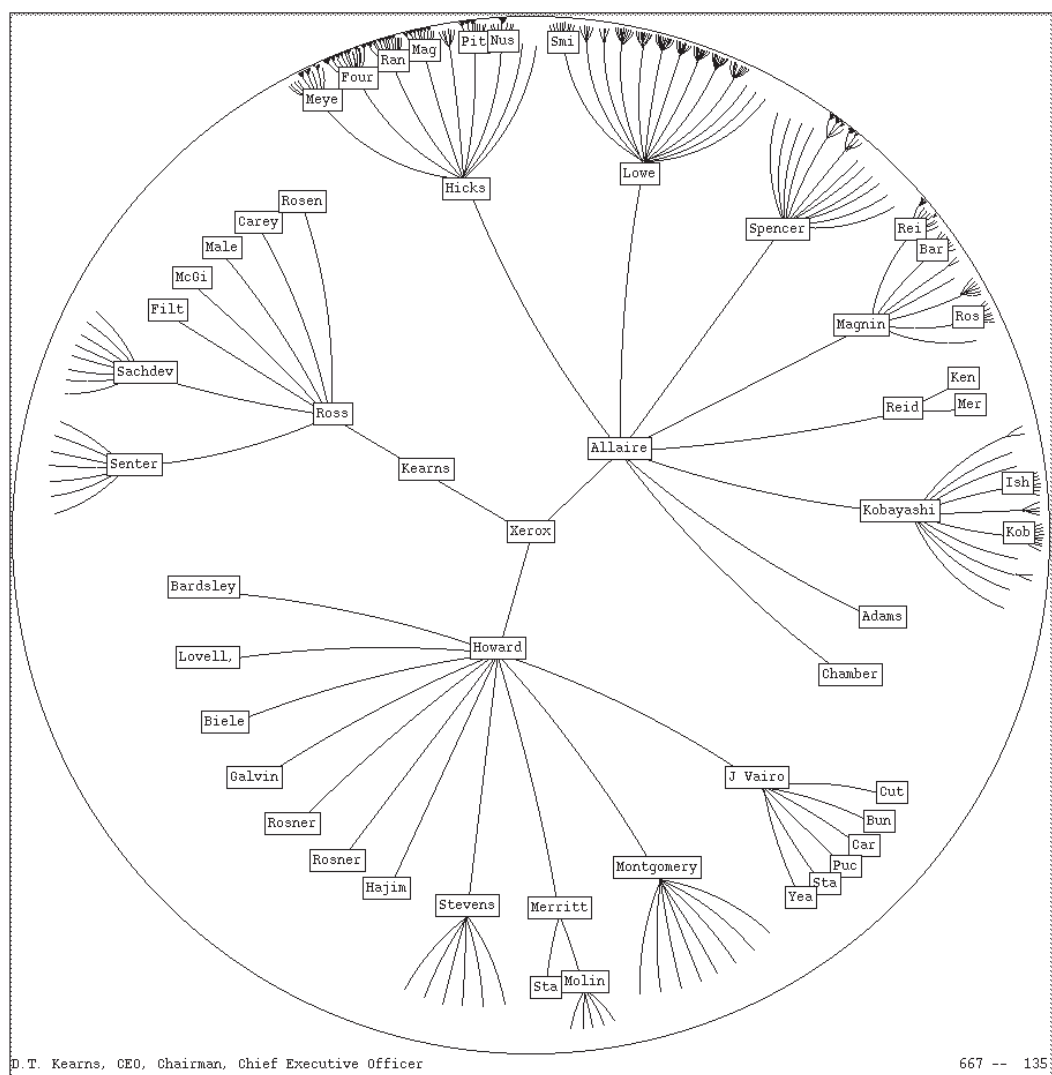 Pit
Nus
Smi
Mag
Ran
Four
Meye
Hicks
Lowe
Rosen
Carey
Spencer
Rei
Male
Bar
McGi
Filt
Ros
Magnin
Sachdev
Ken
Ross
Reid
Mer
Allaire
Senter
Kearns
Ish
Kobayashi
Xerox
Kob
Bardsley
Adams
Howard
Lovell,
Chamber
Biele
Galvin
J Vairo
Cut
Rosner
Bun
Car
Rosner
Puc
Montgomery
Sta
Hajim
Yea
Stevens
Merritt
Sta
Molin
D.T. Kearns, CEO, Chairman, Chief Executive Officer
667 -- 135